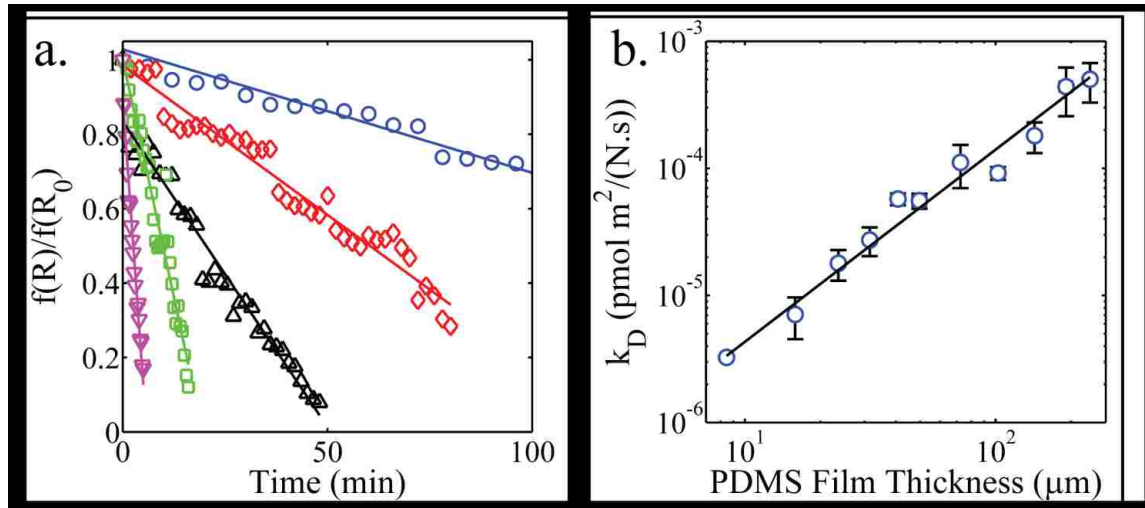 a.
1
0.8
0.6
0.4
0.2
0
0
50
100
f(R)/f(R₀)
Time (min)
b.
10⁻³
10⁻⁴
10⁻⁵
10⁻⁶
10¹
10²
k_D (pmol m²/(N.s))
PDMS Film Thickness (μm)